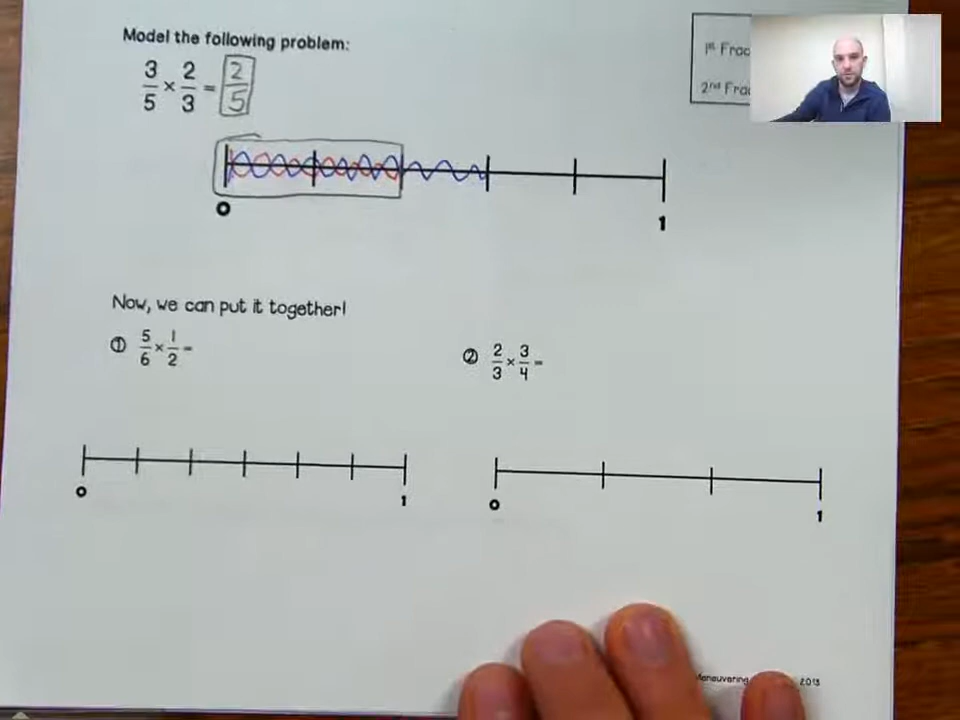 Model the following problem:
3/5 × 2/3 = 2/5
1st Frac
2nd Frac
0 1
Now, we can put it together!
① 5/6 × 1/2 =
② 2/3 × 3/4 =
0 1
0 1
Maneuvering
2013